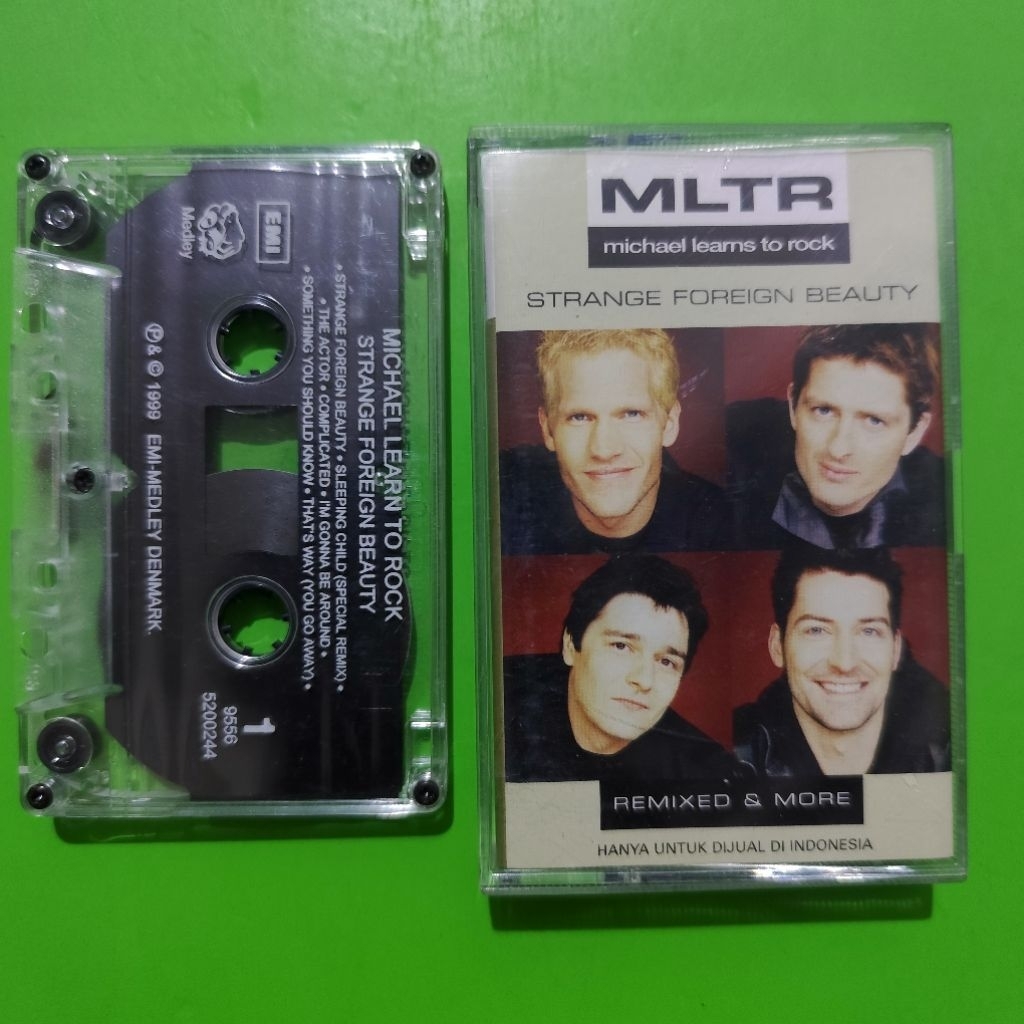 EMI
Medley
MICHAEL LEARN TO ROCK
STRANGE FOREIGN BEAUTY
• STRANGE FOREIGN BEAUTY • SLEEPING CHILD (SPECIAL REMIX) •
• THE ACTOR • COMPLICATED • I'M GONNA BE AROUND •
• SOMETHING YOU SHOULD KNOW • THAT'S WAY (YOU GO AWAY) •
1
9556
5200244
℗ & © 1999 EMI-MEDLEY DENMARK.
MLTR
michael learns to rock
STRANGE FOREIGN BEAUTY
REMIXED & MORE
HANYA UNTUK DIJUAL DI INDONESIA